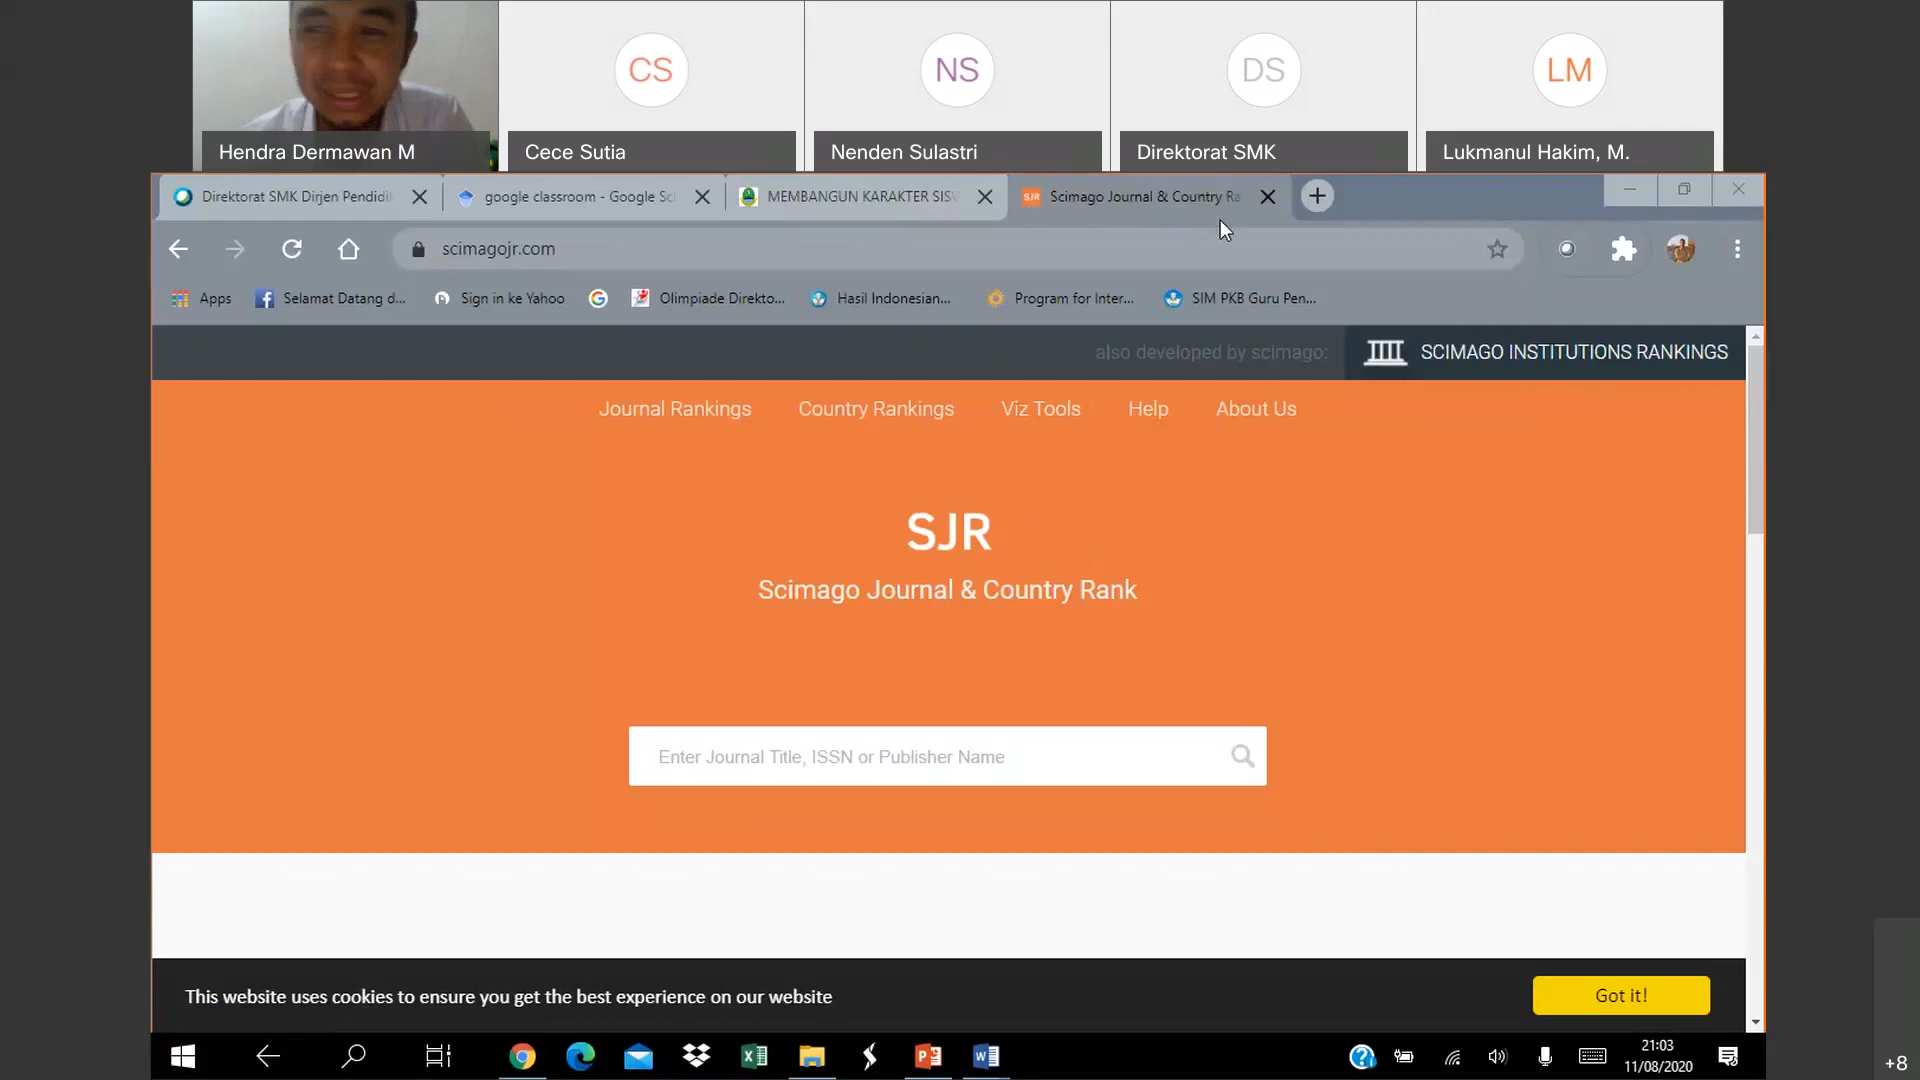 CS
NS
DS
LM
Hendra Dermawan M
Cece Sutia
Nenden Sulastri
Direktorat SMK
Lukmanul Hakim, M.
Direktorat SMK Dirjen Pendidi
google classroom - Google Sc
MEMBANGUN KARAKTER SISW
SJR
Scimago Journal & Country Ra
scimagojr.com
Apps
Selamat Datang d...
Sign in ke Yahoo
Olimpiade Direkto...
Hasil Indonesian...
Program for Inter...
SIM PKB Guru Pen...
also developed by scimago:
SCIMAGO INSTITUTIONS RANKINGS
Journal Rankings
Country Rankings
Viz Tools
Help
About Us
SJR
Scimago Journal & Country Rank
Enter Journal Title, ISSN or Publisher Name
This website uses cookies to ensure you get the best experience on our website
Got it!
21:03
11/08/2020
+8